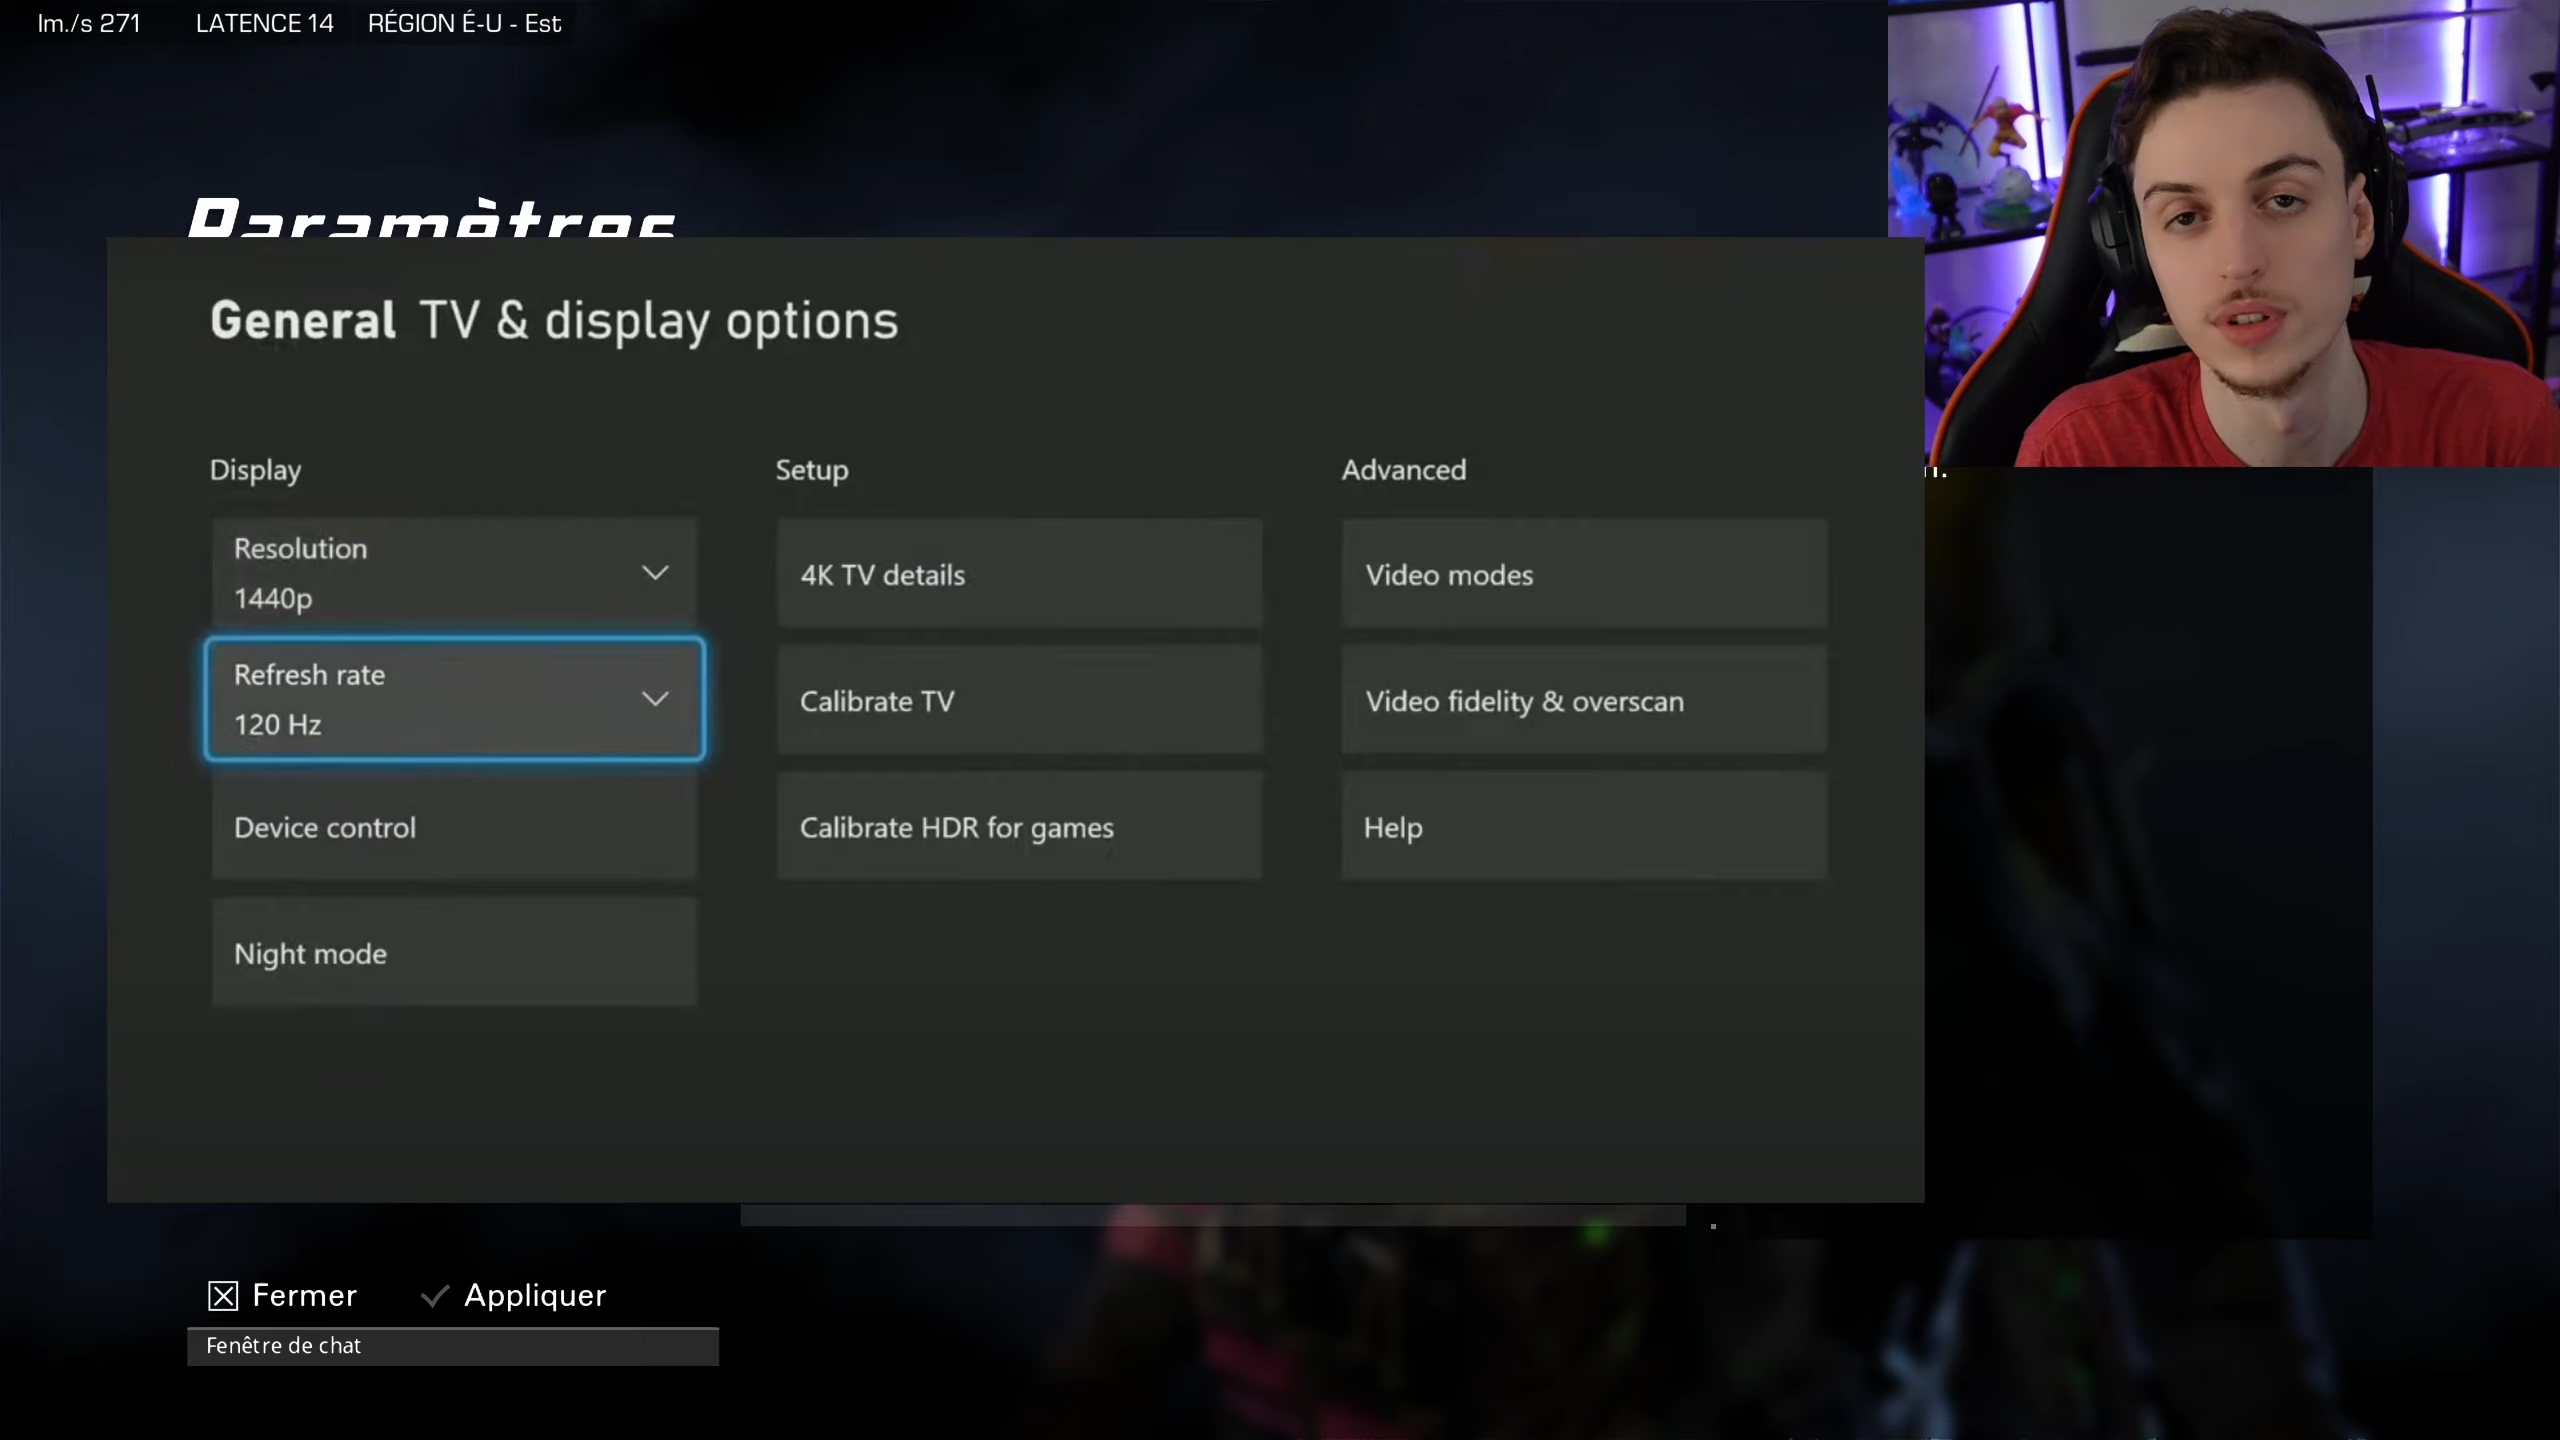 Im./s 271 LATENCE 14 RÉGION É-U - Est
Paramètres
General TV & display options
Display
Setup
Advanced
Resolution
1440p
4K TV details
Video modes
Refresh rate
120 Hz
Calibrate TV
Video fidelity & overscan
Device control
Calibrate HDR for games
Help
Night mode
Fermer Appliquer
Fenêtre de chat